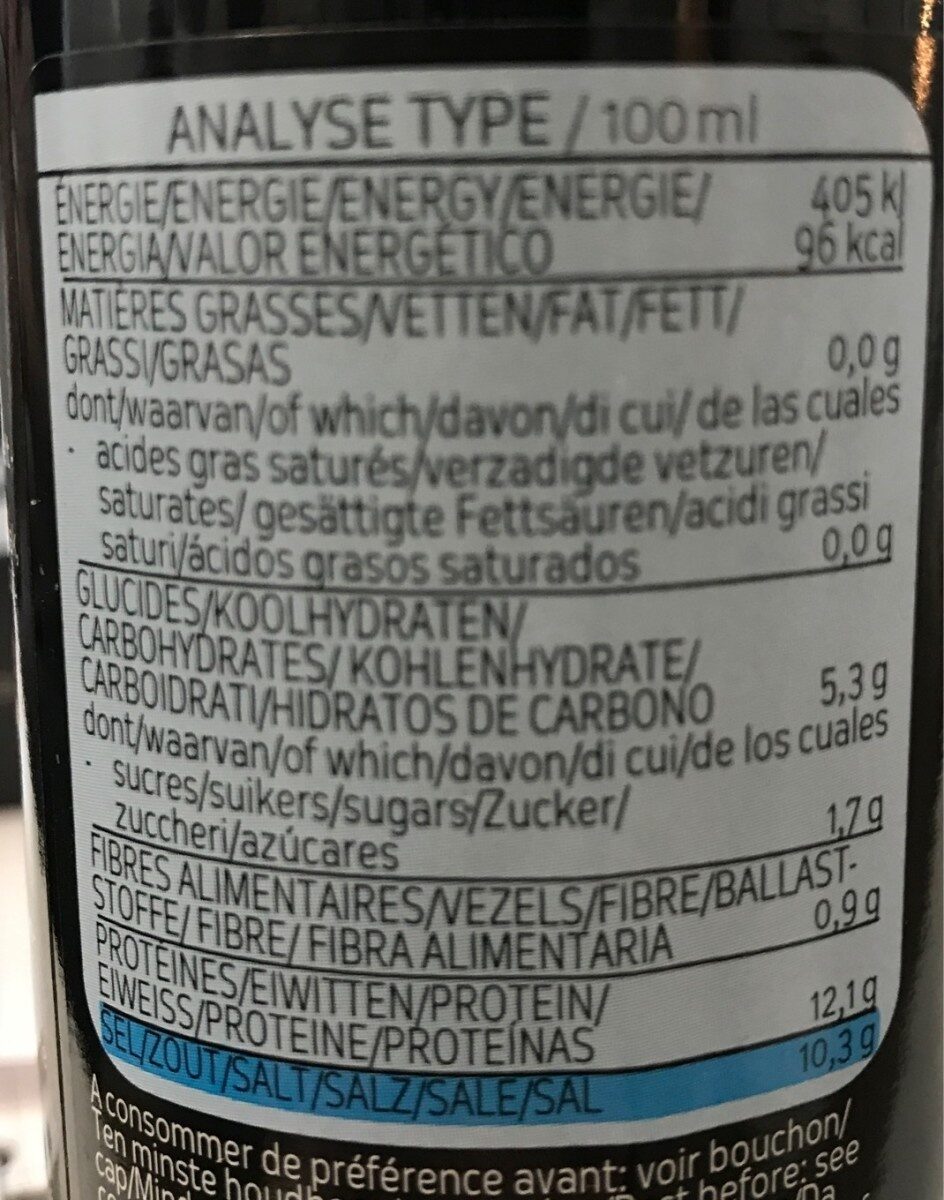 ANALYSE TYPE / 100 ml
ÉNERGIE/ENERGIE/ENERGY/ENERGIE/ 405 kJ
ENERGIA/VALOR ENERGÉTICO 96 kcal
MATIÈRES GRASSES/VETTEN/FAT/FETT/
GRASSI/GRASAS 0,0 g
dont/waarvan/of which/davon/di cui/ de las cuales
· acides gras saturés/verzadigde vetzuren/
saturates/ gesättigte Fettsäuren/acidi grassi
saturi/ácidos grasos saturados 0,0 g
GLUCIDES/KOOLHYDRATEN/
CARBOHYDRATES/ KOHLENHYDRATE/
CARBOIDRATI/HIDRATOS DE CARBONO 5,3 g
dont/waarvan/of which/davon/di cui/de los cuales
· sucres/suikers/sugars/Zucker/
zuccheri/azúcares 1,7 g
FIBRES ALIMENTAIRES/VEZELS/FIBRE/BALLAST-
STOFFE/ FIBRE/ FIBRA ALIMENTARIA 0,9 g
PROTÉINES/EIWITTEN/PROTEIN/
EIWEISS/PROTEINE/PROTEÍNAS 12,1 g
SEL/ZOUT/SALT/SALZ/SALE/SAL 10,3 g
A consommer de préférence avant: voir bouchon/
Ten minste before: see